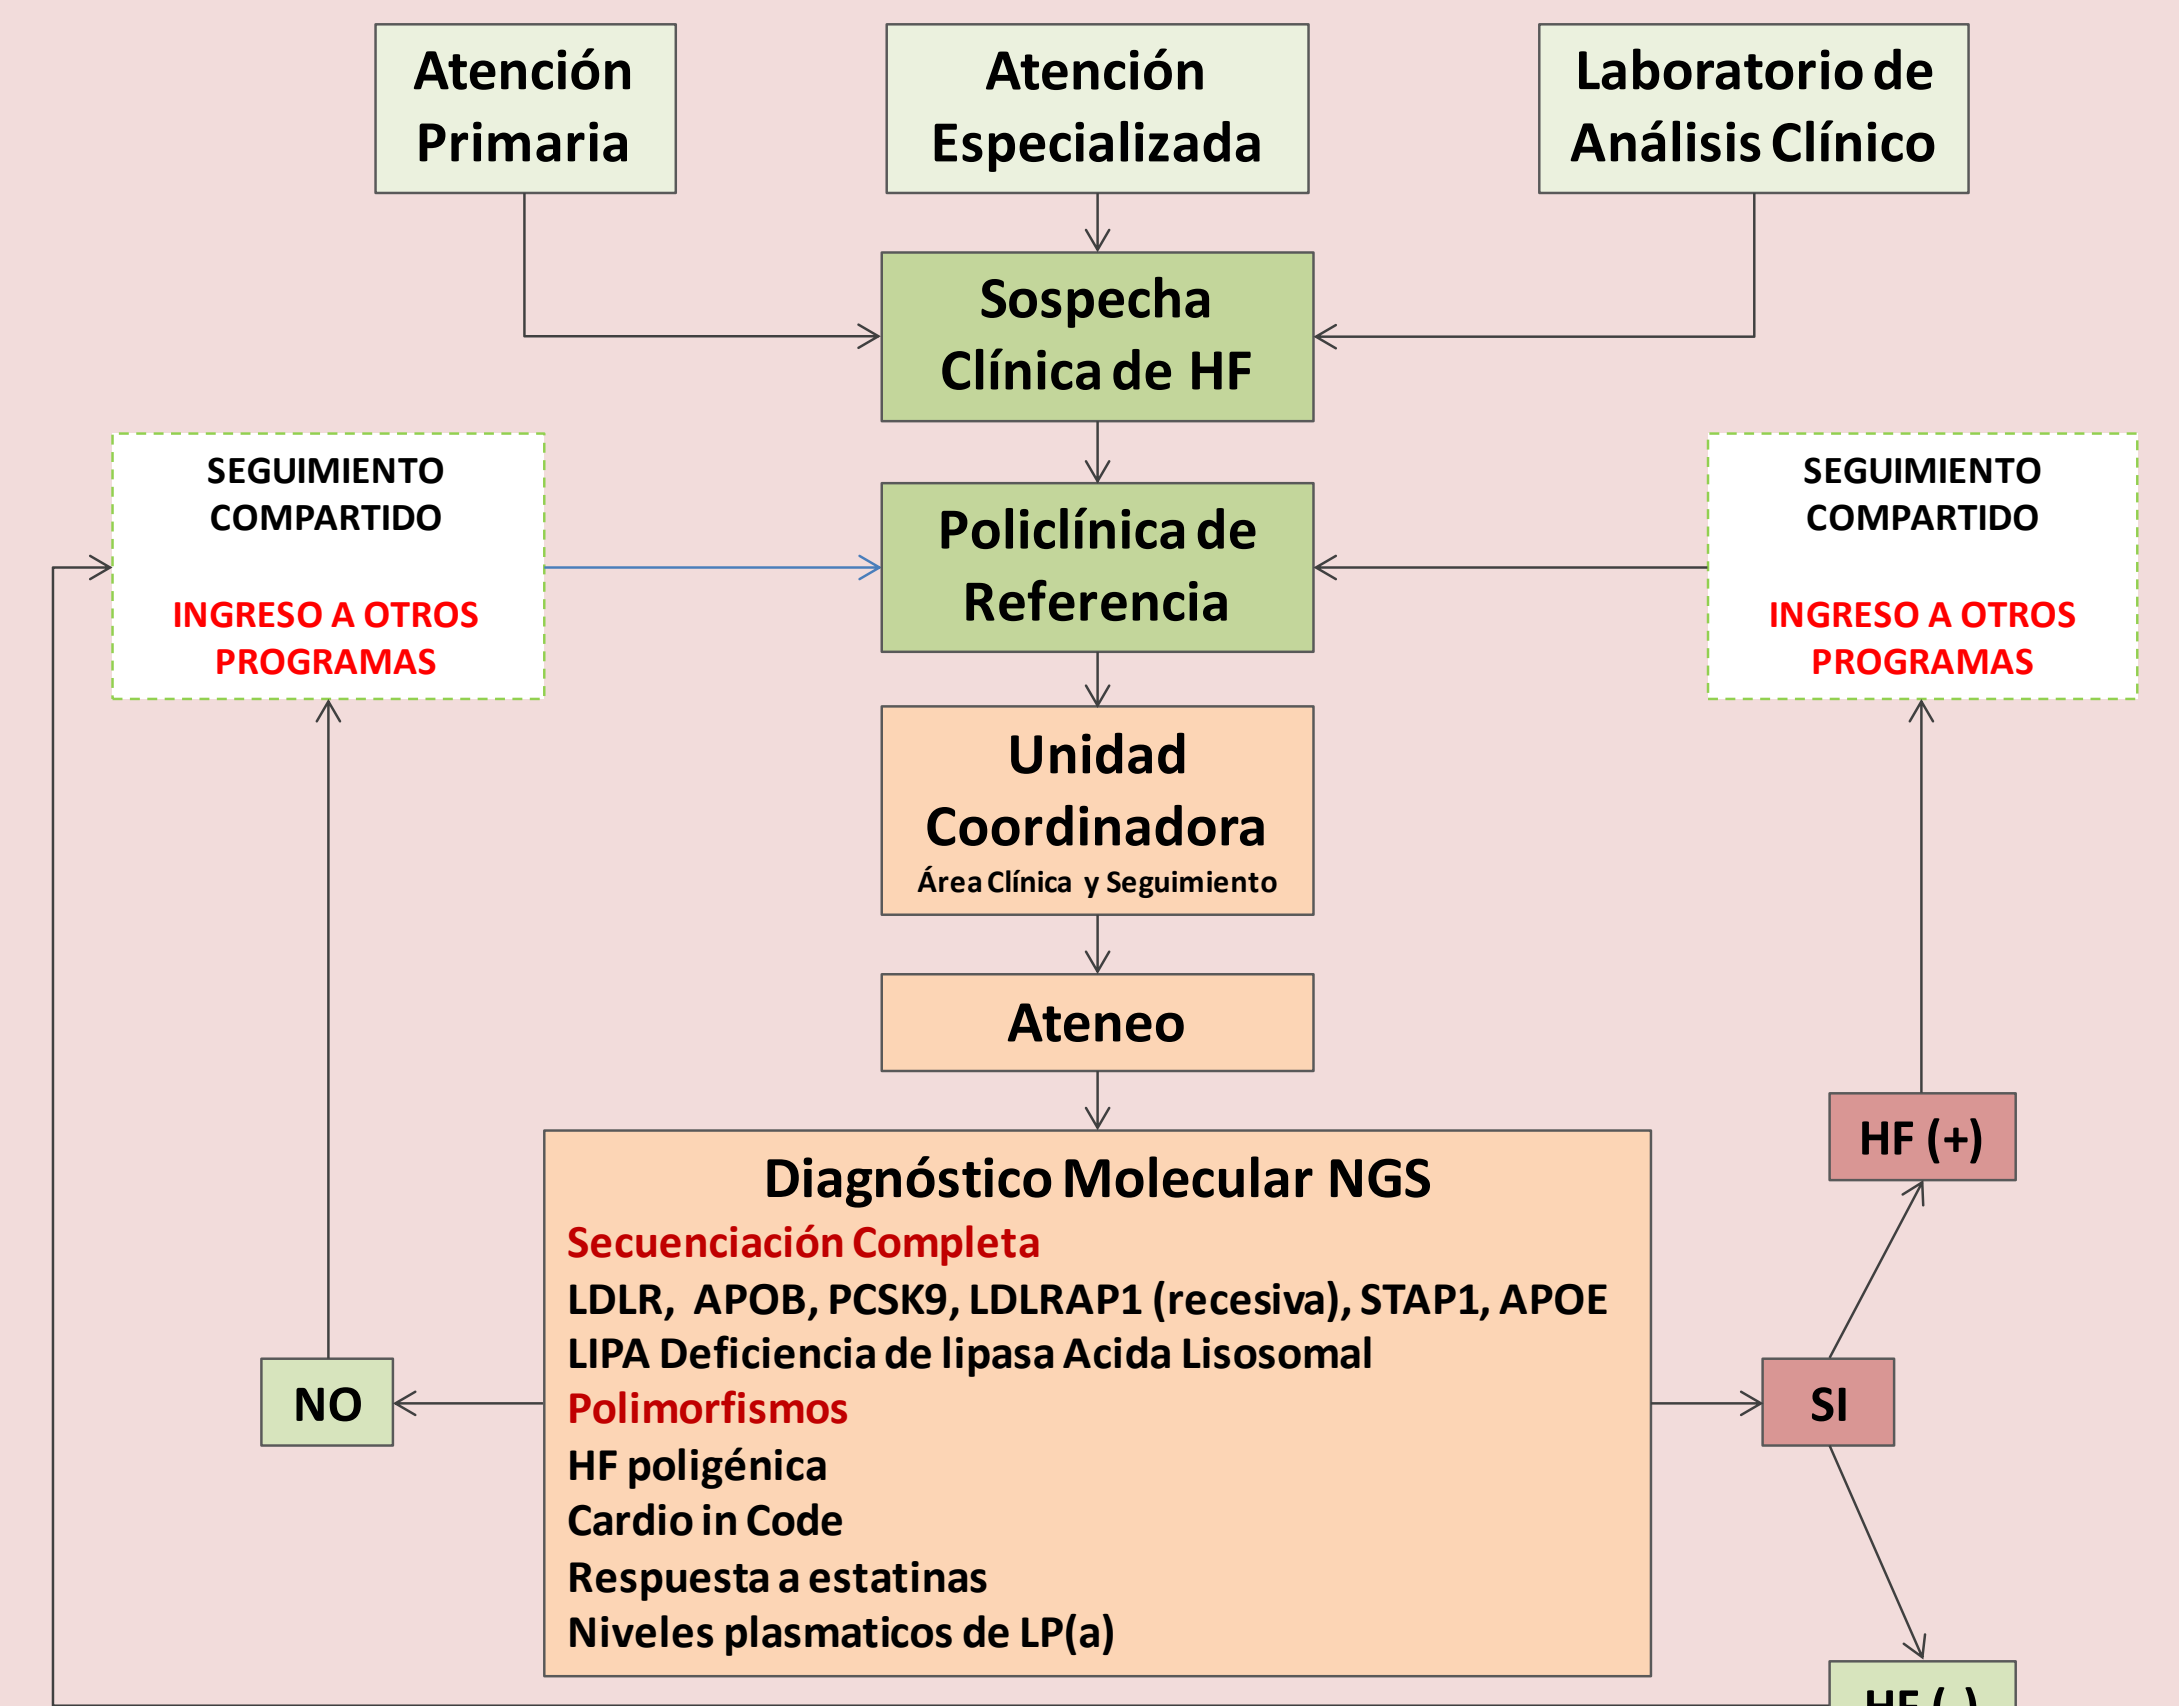 Atención
Primaria
Atención
Especializada
Laboratorio de
Análisis Clínico
Sospecha
Clínica de HF
SEGUIMIENTO
COMPARTIDO
INGRESO A OTROS
PROGRAMAS
Policlínica de
Referencia
SEGUIMIENTO
COMPARTIDO
INGRESO A OTROS
PROGRAMAS
Unidad
Coordinadora
Área Clínica y Seguimiento
Ateneo
Diagnóstico Molecular NGS
Secuenciación Completa
LDLR, APOB, PCSK9, LDLRAP1 (recesiva), STAP1, APOE
LIPA Deficiencia de lipasa Acida Lisosomal
Polimorfismos
HF poligénica
Cardio in Code
Respuesta a estatinas
Niveles plasmaticos de LP(a)
NO
HF (+)
SI
HF (-)